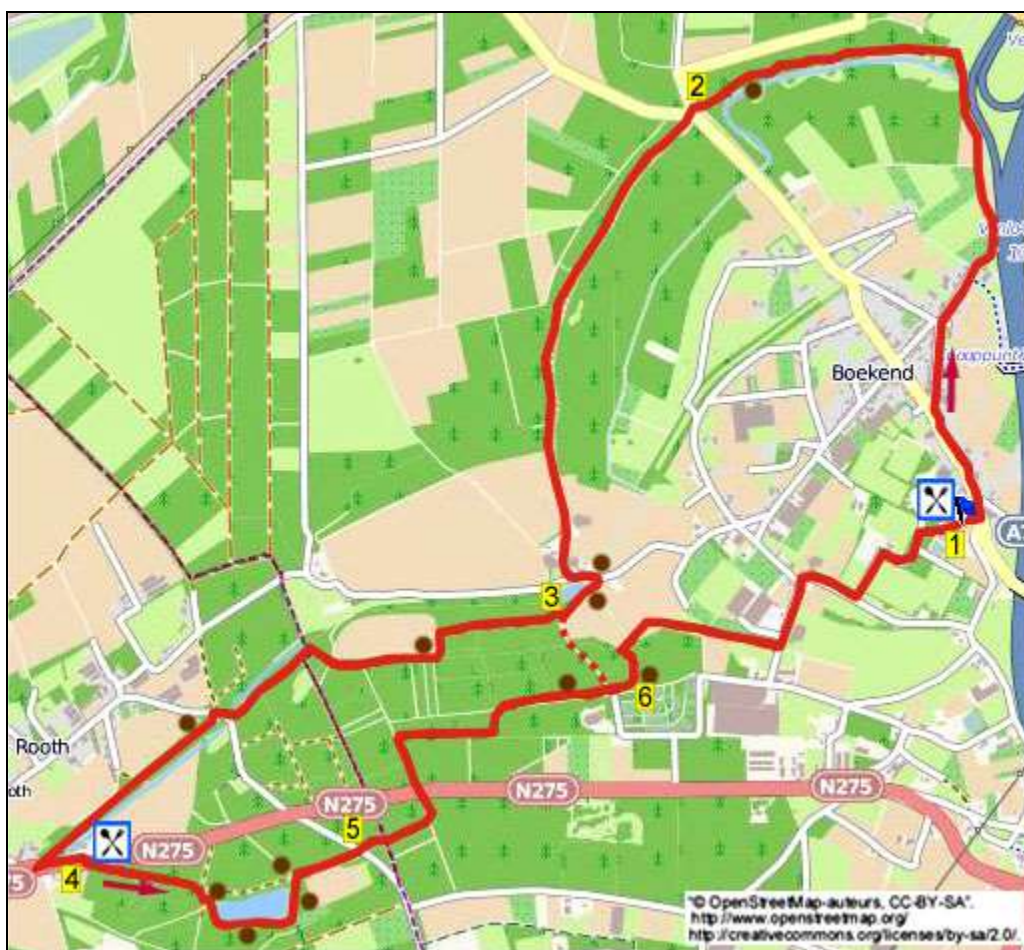 2
Boekend
1
3
6
Rooth
N275
N275
N275
5
N275
4
"© OpenStreetMap-auteurs, CC-BY-SA".
http://www.openstreetmap.org/
http://creativecommons.org/licenses/by-sa/2.0/.